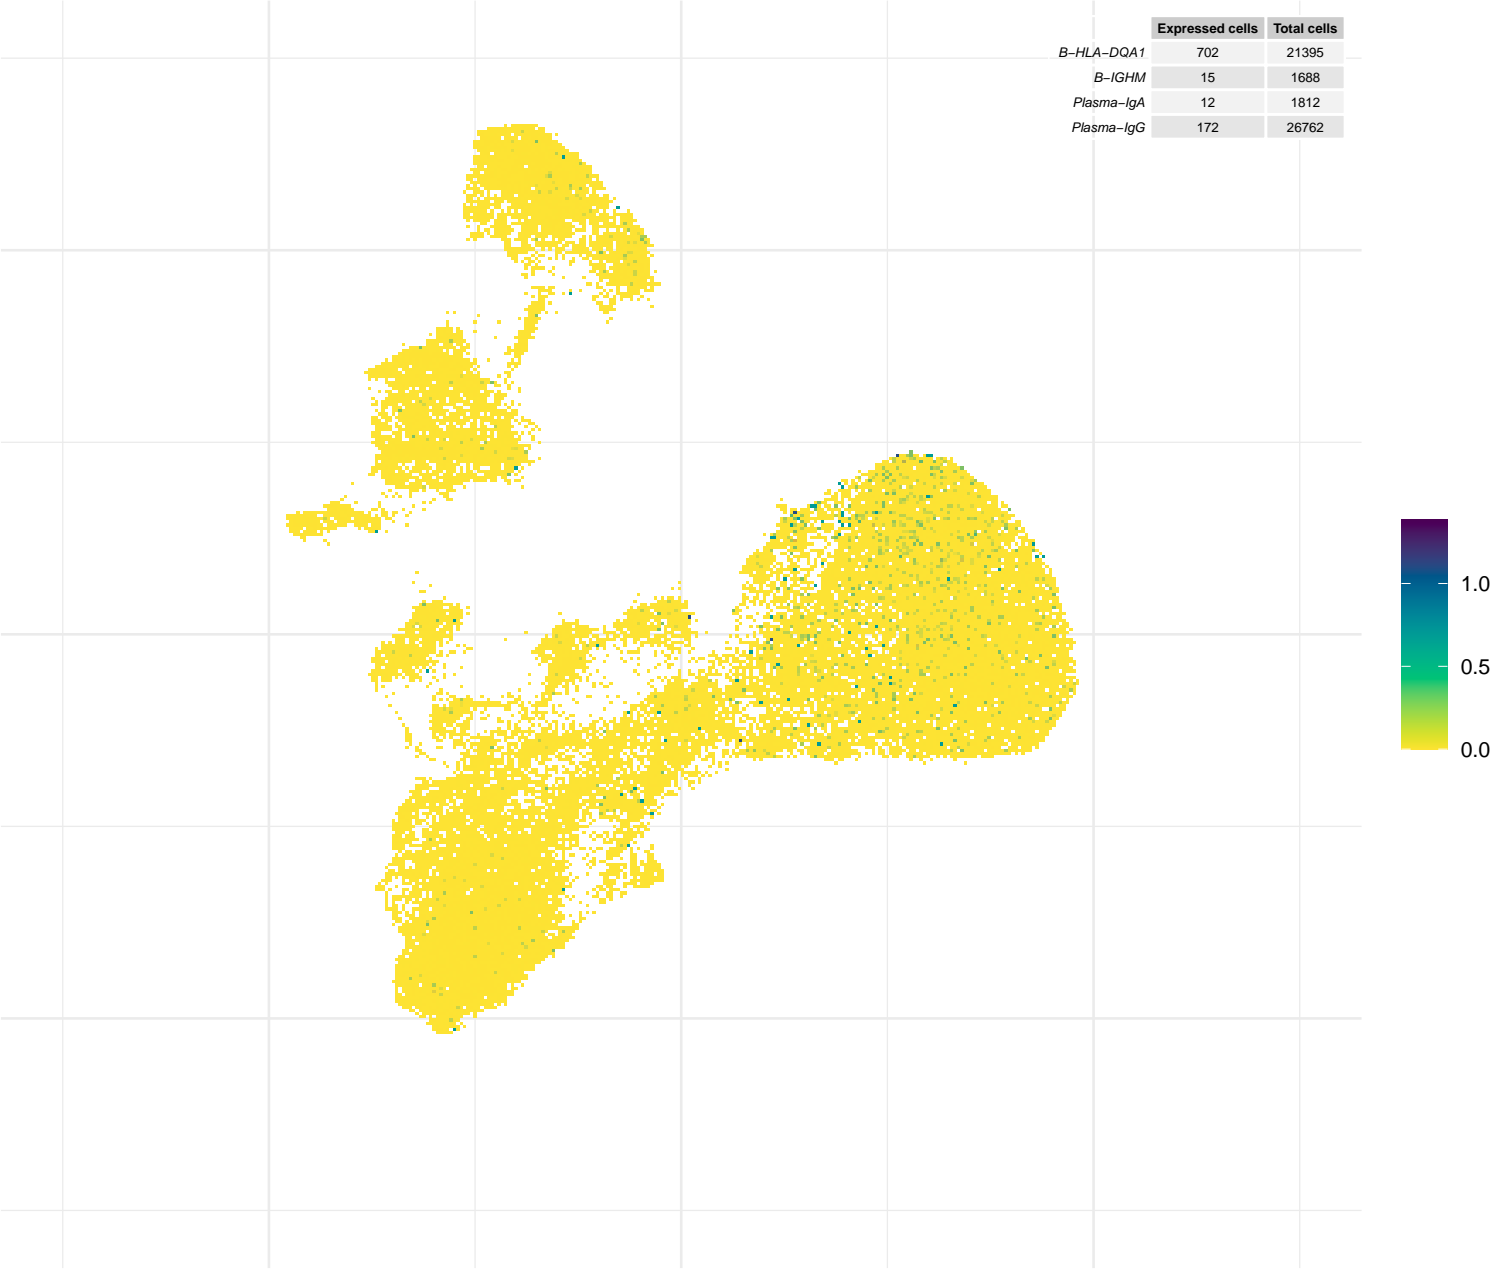 Expressed cells Total cells
B−HLA−DQA1 702 21395
B−IGHM 15 1688
Plasma−IgA 12 1812
Plasma−IgG 172 26762
1.0
0.5
0.0